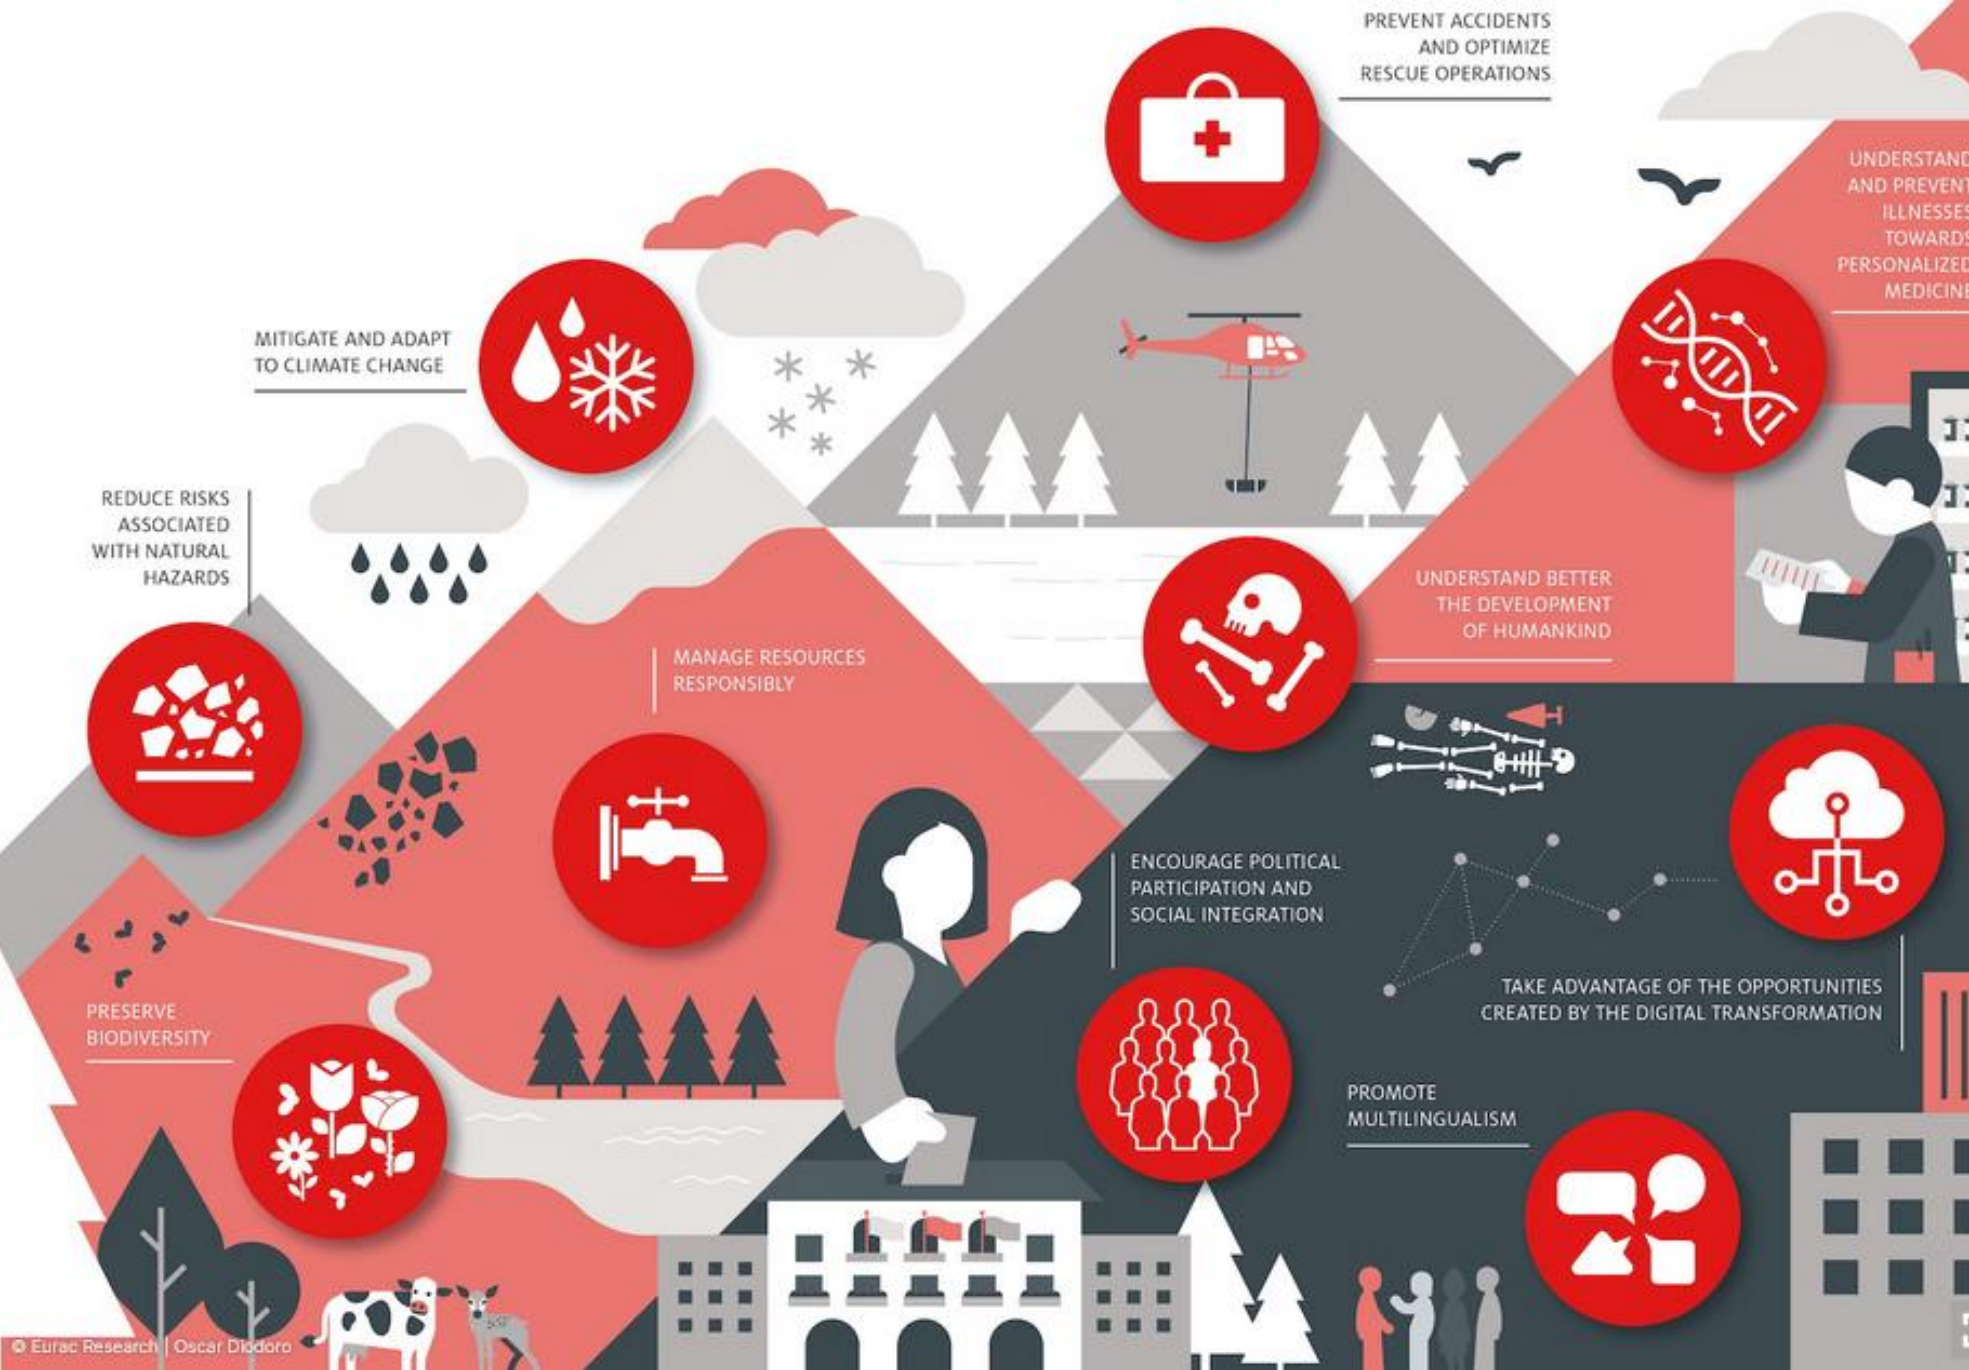 PREVENT ACCIDENTS
AND OPTIMIZE
RESCUE OPERATIONS
UNDERSTAND
AND PREVENT
ILLNESSES
TOWARDS
PERSONALIZED
MEDICINE
MITIGATE AND ADAPT
TO CLIMATE CHANGE
REDUCE RISKS
ASSOCIATED
WITH NATURAL
HAZARDS
UNDERSTAND BETTER
THE DEVELOPMENT
OF HUMANKIND
MANAGE RESOURCES
RESPONSIBLY
ENCOURAGE POLITICAL
PARTICIPATION AND
SOCIAL INTEGRATION
TAKE ADVANTAGE OF THE OPPORTUNITIES
CREATED BY THE DIGITAL TRANSFORMATION
PRESERVE
BIODIVERSITY
PROMOTE
MULTILINGUALISM
© Eurac Research | Oscar Diodoro